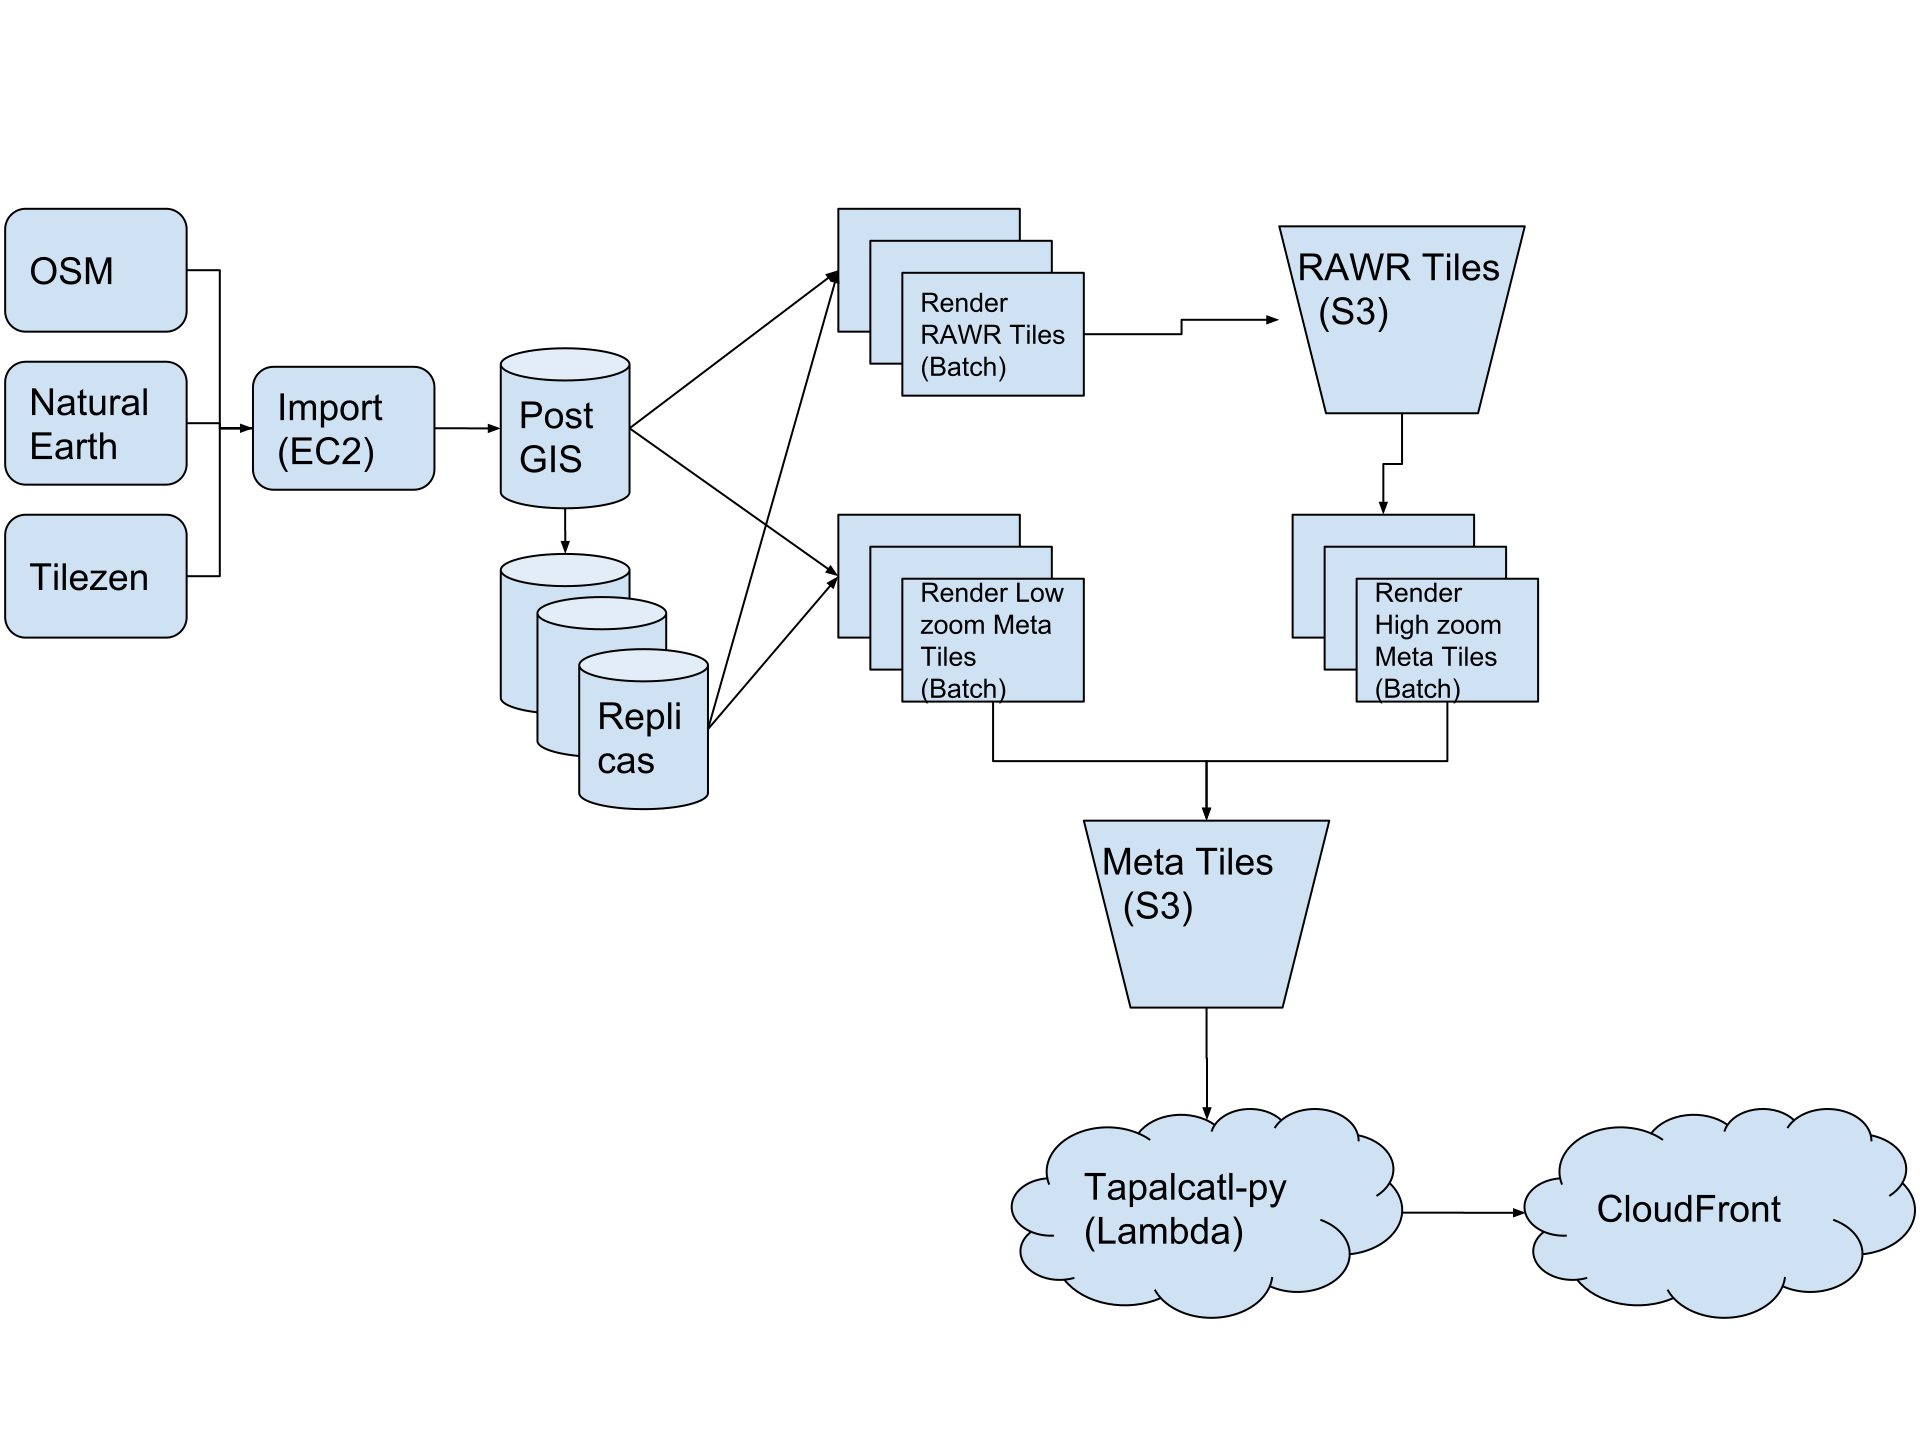 OSM
Natural
Earth
Tilezen
Import
(EC2)
Post
GIS
Repli
cas
Render
RAWR Tiles
(Batch)
Render Low
zoom Meta
Tiles
(Batch)
RAWR Tiles
(S3)
Render
High zoom
Meta Tiles
(Batch)
Meta Tiles
(S3)
Tapalcatl-py
(Lambda)
CloudFront